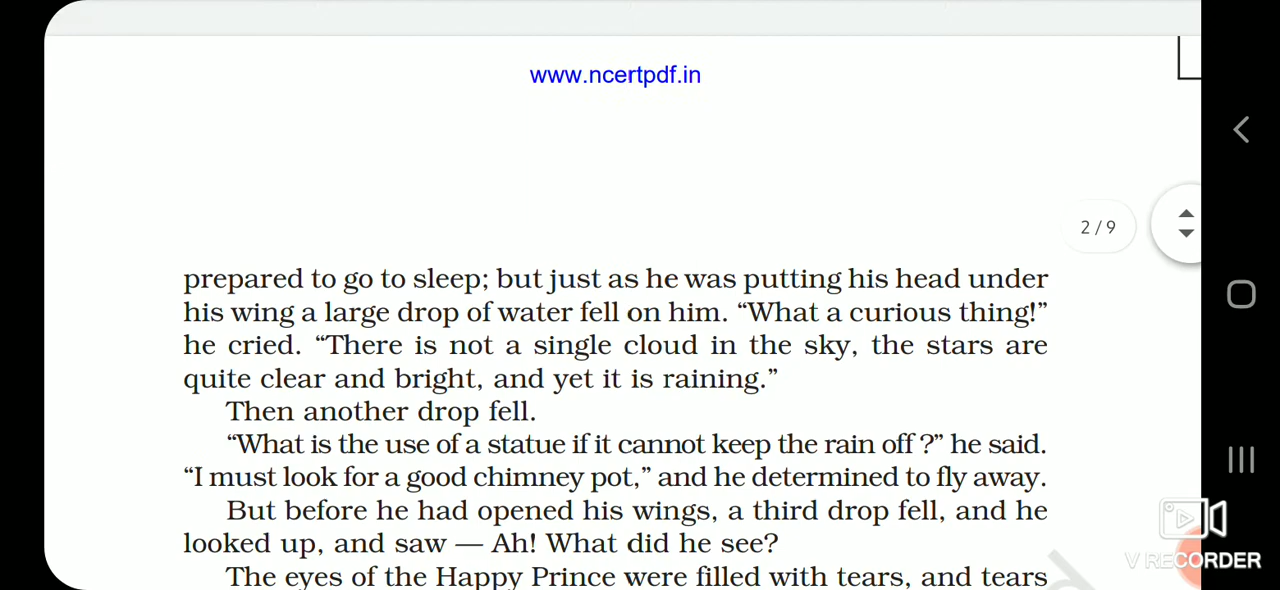 www.ncertpdf.in
2 / 9
prepared to go to sleep; but just as he was putting his head under
his wing a large drop of water fell on him. “What a curious thing!”
he cried. “There is not a single cloud in the sky, the stars are
quite clear and bright, and yet it is raining.”
Then another drop fell.
“What is the use of a statue if it cannot keep the rain off ?” he said.
“I must look for a good chimney pot,” and he determined to fly away.
But before he had opened his wings, a third drop fell, and he
looked up, and saw — Ah! What did he see?
The eyes of the Happy Prince were filled with tears, and tears
V RECORDER